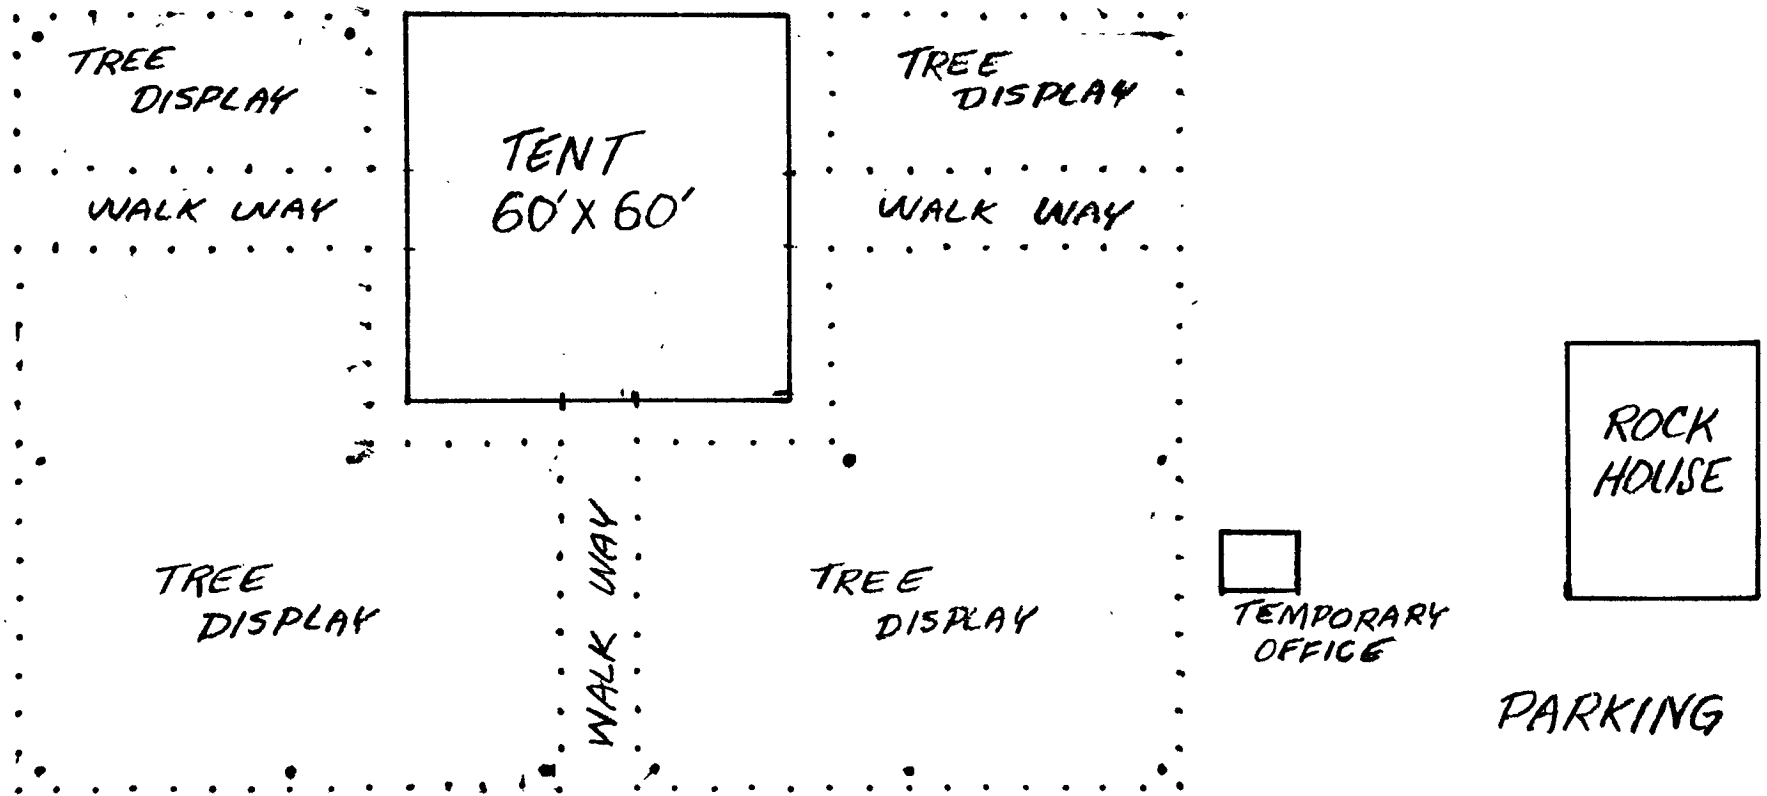 TREE
DISPLAY
WALK WAY
TENT
60' X 60'
TREE
DISPLAY
WALK WAY
ROCK
HOUSE
TREE
DISPLAY
WALK WAY
TREE
DISPLAY
TEMPORARY
OFFICE
PARKING